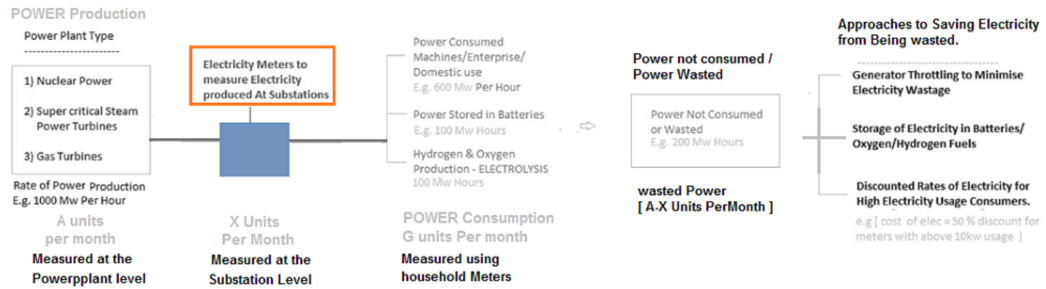 POWER Production
Power Plant Type
1) Nuclear Power
2) Super critical Steam
Power Turbines
3) Gas Turbines
Rate of Power Production
E.g. 1000 Mw Per Hour
A units
per month
Measured at the
Powerpplant level
Electricity Meters to
measure Electricity
produced At Substations
X Units
Per Month
Measured at the
Substation Level
Power Consumed
Machines/Enterprise/
Domestic use
E.g. 600 Mw Per Hour
Power Stored in Batteries
E.g. 100 Mw Hours
Hydrogen & Oxygen
Production - ELECTROLYSIS
100 Mw Hours
POWER Consumption
G units Per month
Measured using
household Meters
Power not consumed /
Power Wasted
Power Not Consumed
or Wasted
E.g. 200 Mw Hours
wasted Power
[ A-X Units PerMonth ]
Approaches to Saving Electricity
from Being wasted.
Generator Throttling to Minimise
Electricity Wastage
Storage of Electricity in Batteries/
Oxygen/Hydrogen Fuels
Discounted Rates of Electricity for
High Electricity Usage Consumers.
e.g [ cost of elec = 50 % discount for
meters with above 10kw usage ]